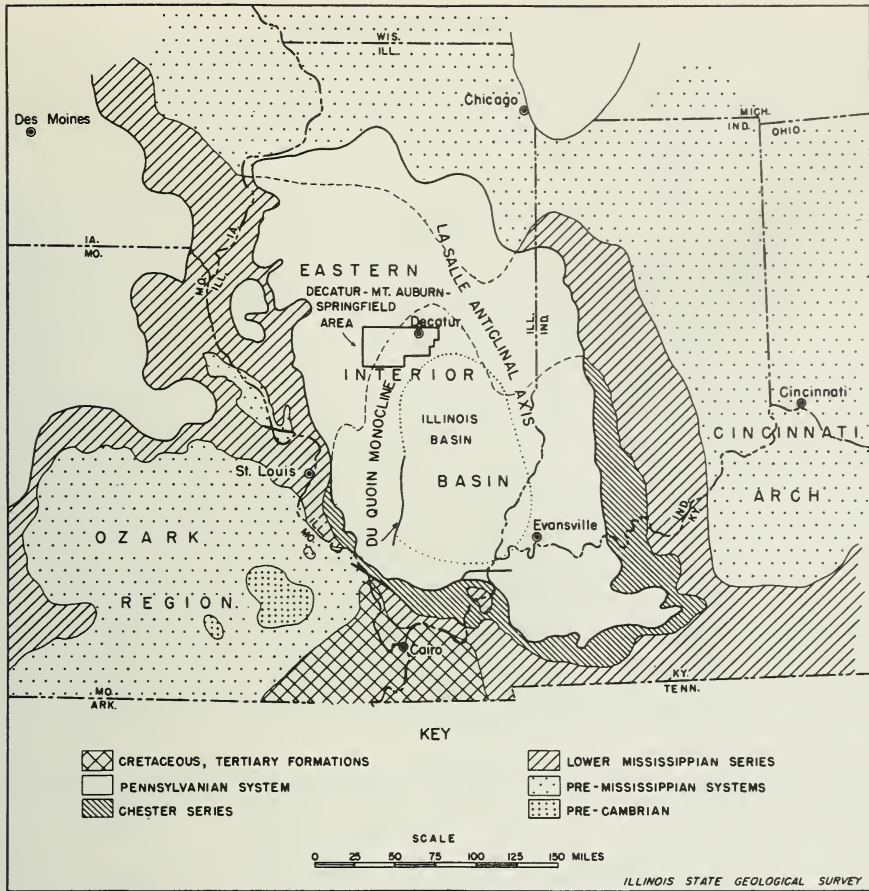 WIS.
ILL.
Chicago
MICH.
IND.
OHIO
Des Moines
IA.
MO.
IA.
MO.
ILL.
LA SALLE ANTICLINAL AXIS
EASTERN
DECATUR-MT. AUBURN-
SPRINGFIELD
AREA
Decatur
ILL.
IND.
INTERIOR
DU QUOIN MONOCLINE
ILLINOIS
BASIN
BASIN
Cincinnati
CINCINNATI
ARCH
St. Louis
ILL.
MO.
IND.
KY.
Evansville
OZARK
REGION
Cairo
MO.
ARK.
KY.
TENN.
KEY
CRETACEOUS, TERTIARY FORMATIONS
PENNSYLVANIAN SYSTEM
CHESTER SERIES
LOWER MISSISSIPPIAN SERIES
PRE-MISSISSIPPIAN SYSTEMS
PRE-CAMBRIAN
SCALE
0 25 50 75 100 125 150 MILES
ILLINOIS STATE GEOLOGICAL SURVEY